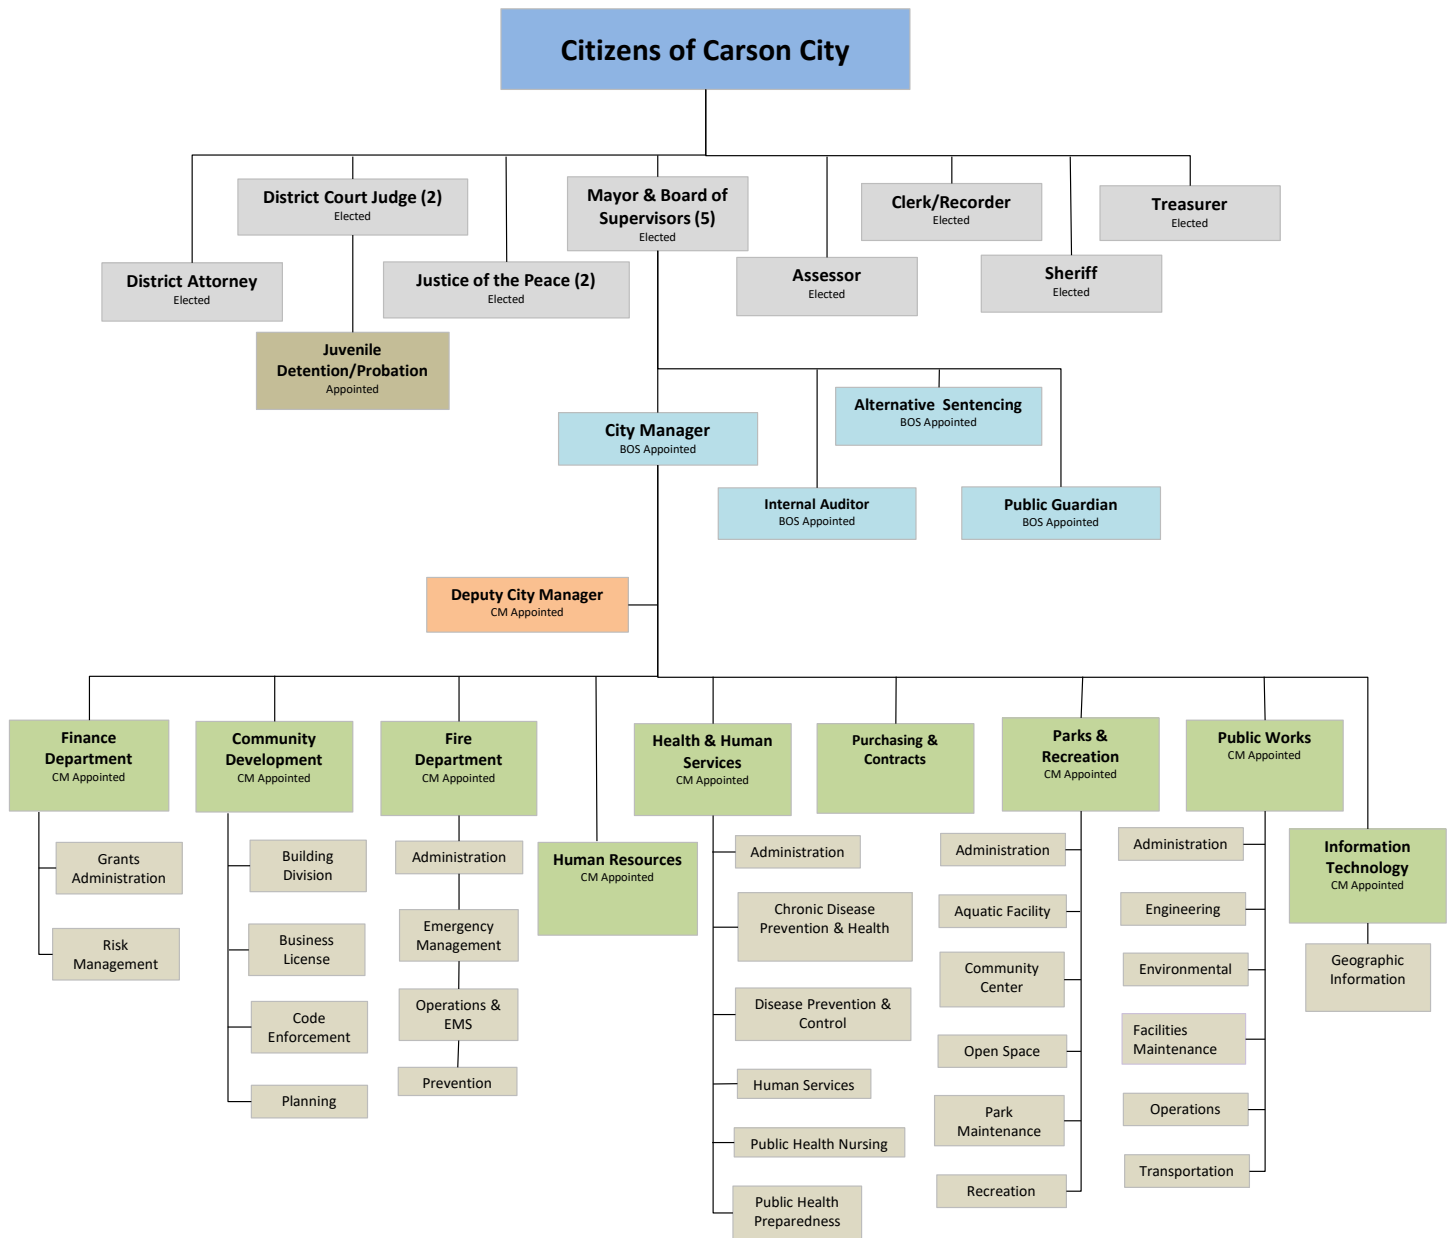 Citizens of Carson City
District Court Judge (2)
Elected
Mayor & Board of
Supervisors (5)
Elected
Clerk/Recorder
Elected
Treasurer
Elected
District Attorney
Elected
Justice of the Peace (2)
Elected
Assessor
Elected
Sheriff
Elected
Juvenile
Detention/Probation
Appointed
City Manager
BOS Appointed
Alternative Sentencing
BOS Appointed
Internal Auditor
BOS Appointed
Public Guardian
BOS Appointed
Deputy City Manager
CM Appointed
Finance
Department
CM Appointed
Grants
Administration
Risk
Management
Community
Development
CM Appointed
Building
Division
Business
License
Code
Enforcement
Planning
Fire
Department
CM Appointed
Administration
Emergency
Management
Operations &
EMS
Prevention
Human Resources
CM Appointed
Health & Human
Services
CM Appointed
Administration
Chronic Disease
Prevention & Health
Disease Prevention &
Control
Human Services
Public Health Nursing
Public Health
Preparedness
Purchasing &
Contracts
Parks &
Recreation
CM Appointed
Administration
Aquatic Facility
Community
Center
Open Space
Park
Maintenance
Recreation
Public Works
CM Appointed
Administration
Engineering
Environmental
Facilities
Maintenance
Operations
Transportation
Information
Technology
CM Appointed
Geographic
Information